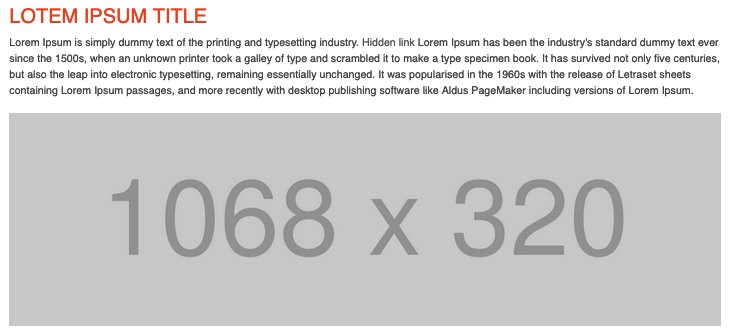 LOTEM IPSUM TITLE
Lorem Ipsum is simply dummy text of the printing and typesetting industry. Hidden link Lorem Ipsum has been the industry's standard dummy text ever
since the 1500s, when an unknown printer took a galley of type and scrambled it to make a type specimen book. It has survived not only five centuries,
but also the leap into electronic typesetting, remaining essentially unchanged. It was popularised in the 1960s with the release of Letraset sheets
containing Lorem Ipsum passages, and more recently with desktop publishing software like Aldus PageMaker including versions of Lorem Ipsum.
1068 x 320